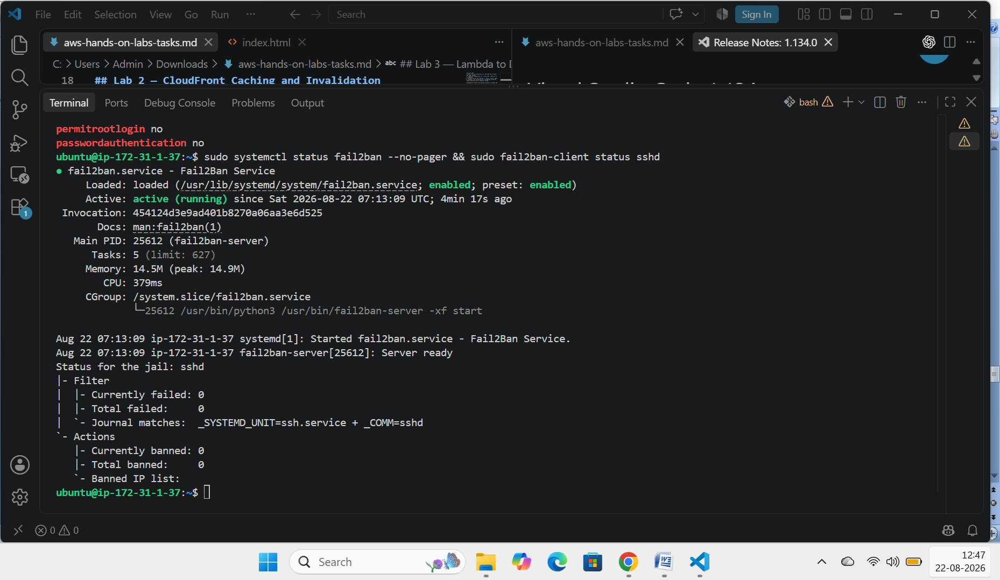 File Edit Selection View Go Run ··· Search Sign In
aws-hands-on-labs-tasks.md index.html ··· aws-hands-on-labs-tasks.md Release Notes: 1.134.0 ···
C: > Users > Admin > Downloads > aws-hands-on-labs-tasks.md > abc ## Lab 3 — Lambda to
18 ## Lab 2 — CloudFront Caching and Invalidation
Terminal Ports Debug Console Problems Output bash ···
permitrootlogin no
passwordauthentication no
ubuntu@ip-172-31-1-37:~$ sudo systemctl status fail2ban --no-pager && sudo fail2ban-client status sshd
● fail2ban.service - Fail2Ban Service
Loaded: loaded (/usr/lib/systemd/system/fail2ban.service; enabled; preset: enabled)
Active: active (running) since Sat 2026-08-22 07:13:09 UTC; 4min 17s ago
Invocation: 454124d3e9ad401b8270a06aa3e6d525
Docs: man:fail2ban(1)
Main PID: 25612 (fail2ban-server)
Tasks: 5 (limit: 627)
Memory: 14.5M (peak: 14.9M)
CPU: 379ms
CGroup: /system.slice/fail2ban.service
└─25612 /usr/bin/python3 /usr/bin/fail2ban-server -xf start
Aug 22 07:13:09 ip-172-31-1-37 systemd[1]: Started fail2ban.service - Fail2Ban Service.
Aug 22 07:13:09 ip-172-31-1-37 fail2ban-server[25612]: Server ready
Status for the jail: sshd
|- Filter
|  |- Currently failed: 0
|  |- Total failed:     0
|  `- Journal matches:  _SYSTEMD_UNIT=ssh.service + _COMM=sshd
`- Actions
   |- Currently banned: 0
   |- Total banned:     0
   `- Banned IP list:
ubuntu@ip-172-31-1-37:~$
1
0 0
Search
12:47
22-08-2026